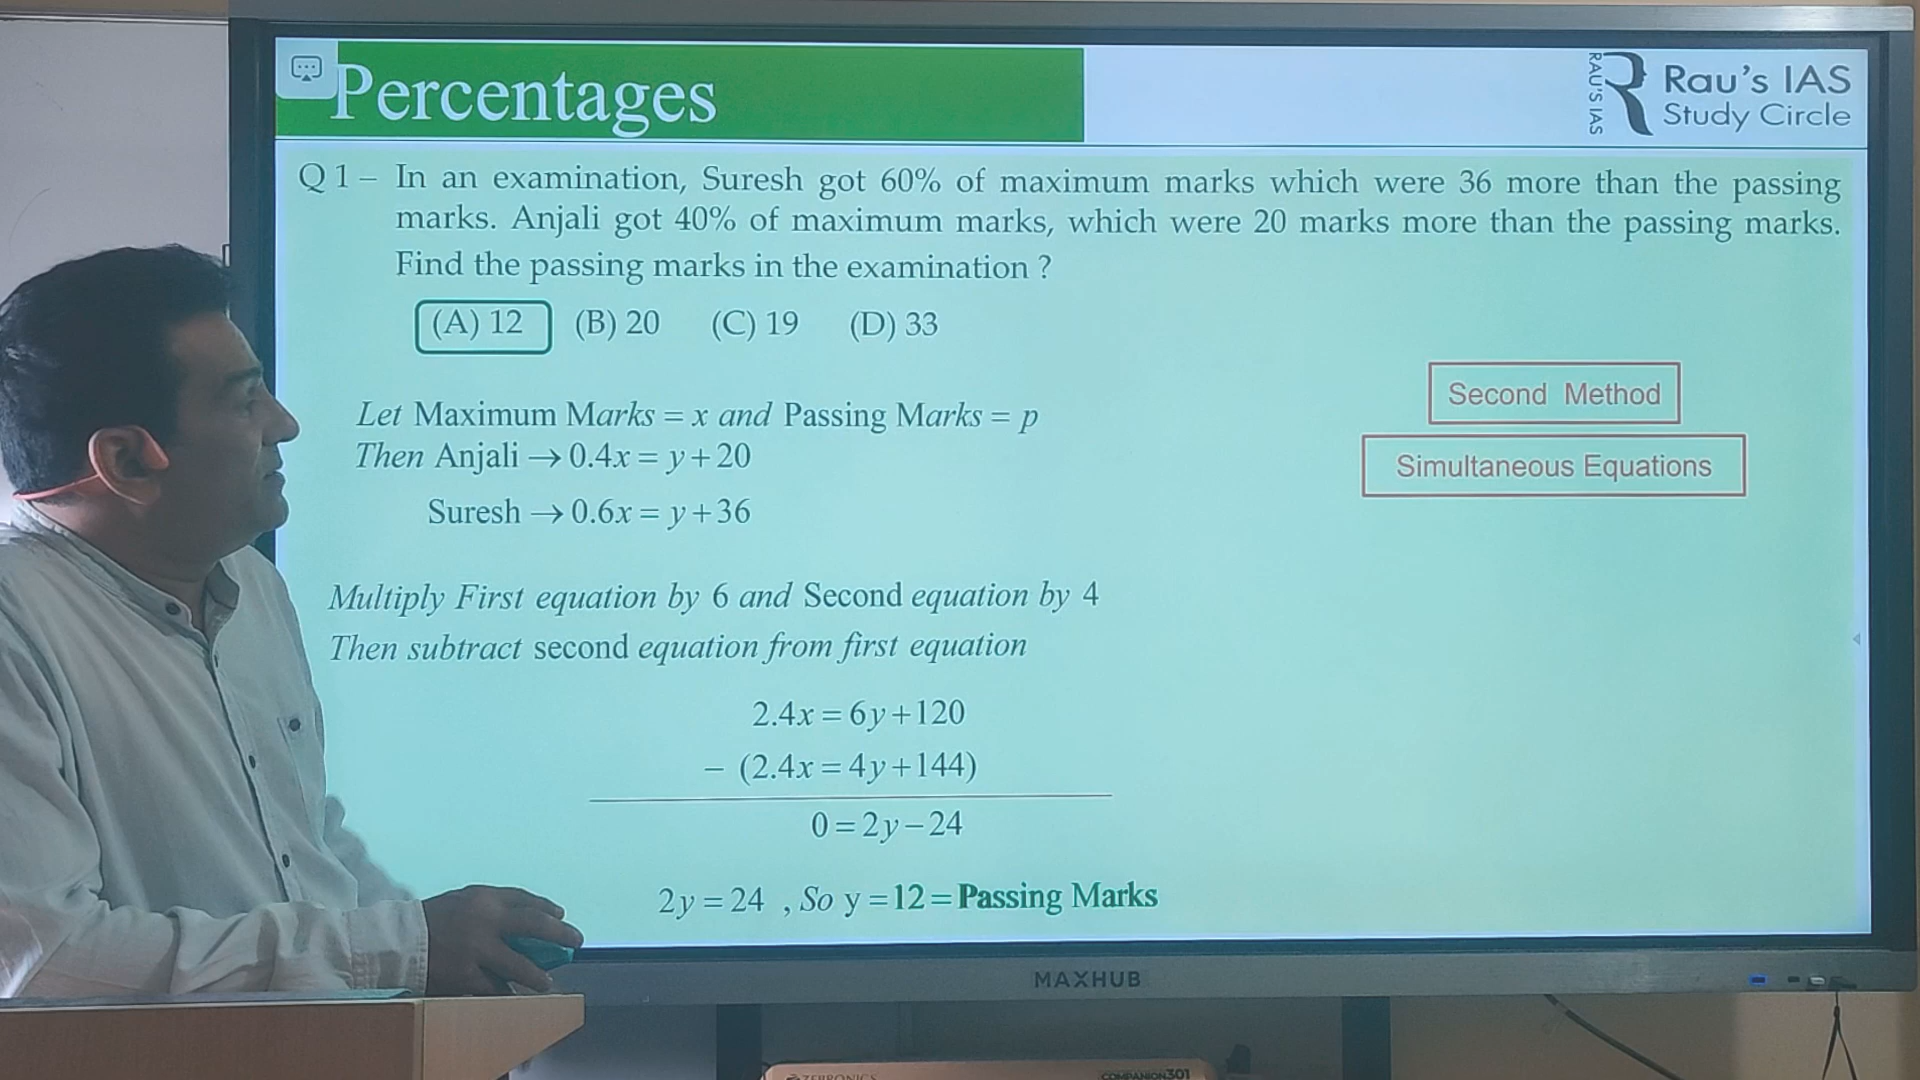 Percentages
RAU'S IAS
Rau's IAS
Study Circle
Q 1 – In an examination, Suresh got 60% of maximum marks which were 36 more than the passing
marks. Anjali got 40% of maximum marks, which were 20 marks more than the passing marks.
Find the passing marks in the examination ?
(A) 12 (B) 20 (C) 19 (D) 33
Second Method
Simultaneous Equations
Let Maximum Marks = x and Passing Marks = p
Then Anjali → 0.4x = y+20
Suresh → 0.6x = y+36
Multiply First equation by 6 and Second equation by 4
Then subtract second equation from first equation
2.4x = 6y+120
– (2.4x = 4y+144)
0 = 2y – 24
2y = 24 , So y = 12 = Passing Marks
MAXHUB
ZEBRONICS
COMPANION301